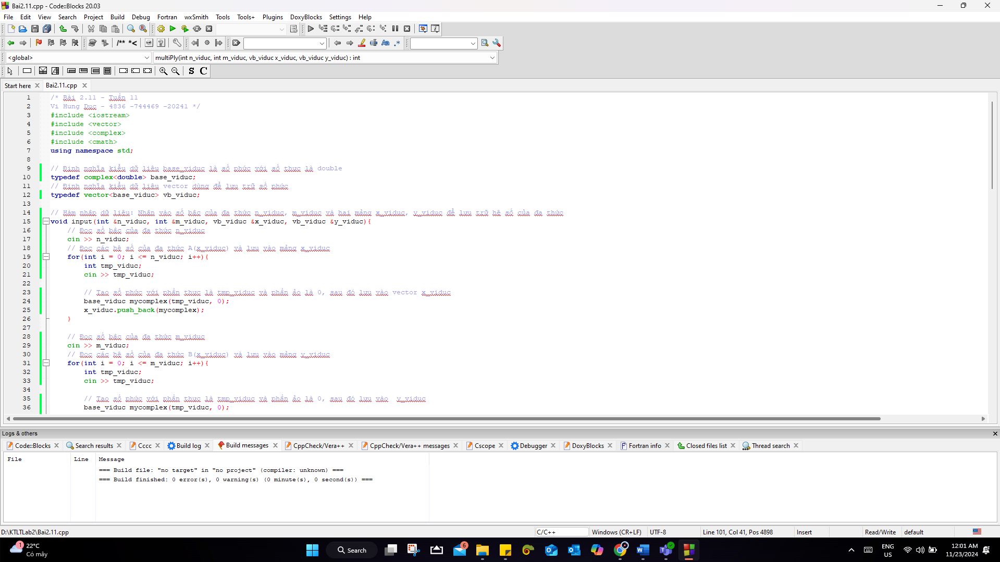 Bai2.11.cpp - Code::Blocks 20.03
File Edit View Search Project Build Debug Fortran wxSmith Tools Tools+ Plugins DoxyBlocks Settings Help
/** *<
Aa .*
<global> multiPly(int n_viduc, int m_viduc, vb_viduc x_viduc, vb_viduc y_viduc) : int
S C
Start here Bai2.11.cpp
1 /* Bài 2.11 - Tuần 11
2 Vi Hung Duc - 4836 -744469 -20241 */
3 #include <iostream>
4 #include <vector>
5 #include <complex>
6 #include <cmath>
7 using namespace std;
8
9 // Định nghĩa kiểu dữ liệu base_viduc là số phức với số thực là double
10 typedef complex<double> base_viduc;
11 // Định nghĩa kiểu dữ liệu vector dùng để lưu trữ số phức
12 typedef vector<base_viduc> vb_viduc;
13
14 // Hàm nhập dữ liệu: Nhận vào số bậc của đa thức n_viduc, m_viduc và hai mảng x_viduc, y_viduc để lưu trữ hệ số của đa thức
15 void input(int &n_viduc, int &m_viduc, vb_viduc &x_viduc, vb_viduc &y_viduc){
16 // Đọc số bậc của đa thức n_viduc
17 cin >> n_viduc;
18 // Đọc các hệ số của đa thức A(x_viduc) và lưu vào mảng x_viduc
19 for(int i = 0; i <= n_viduc; i++){
20 int tmp_viduc;
21 cin >> tmp_viduc;
22
23 // Tạo số phức với phần thực là tmp_viduc và phần ảo là 0, sau đó lưu vào vector x_viduc
24 base_viduc mycomplex(tmp_viduc, 0);
25 x_viduc.push_back(mycomplex);
26 }
27
28 // Đọc số bậc của đa thức m_viduc
29 cin >> m_viduc;
30 // Đọc các hệ số của đa thức B(x_viduc) và lưu vào mảng y_viduc
31 for(int i = 0; i <= m_viduc; i++){
32 int tmp_viduc;
33 cin >> tmp_viduc;
34
35 // Tạo số phức với phần thực là tmp_viduc và phần ảo là 0, sau đó lưu vào  y_viduc
36 base_viduc mycomplex(tmp_viduc, 0);
Logs & others
Code::Blocks Search results Cccc Build log Build messages CppCheck/Vera++ CppCheck/Vera++ messages Cscope Debugger DoxyBlocks Fortran info Closed files list Thread search
File Line Message
=== Build file: "no target" in "no project" (compiler: unknown) ===
=== Build finished: 0 error(s), 0 warning(s) (0 minute(s), 0 second(s)) ===
D:\KTLTLab2\Bai2.11.cpp C/C++ Windows (CR+LF) UTF-8 Line 101, Col 41, Pos 4898 Insert Read/Write default
1 22°C
Có mây
Search
6
ENG
US
12:01 AM
11/23/2024